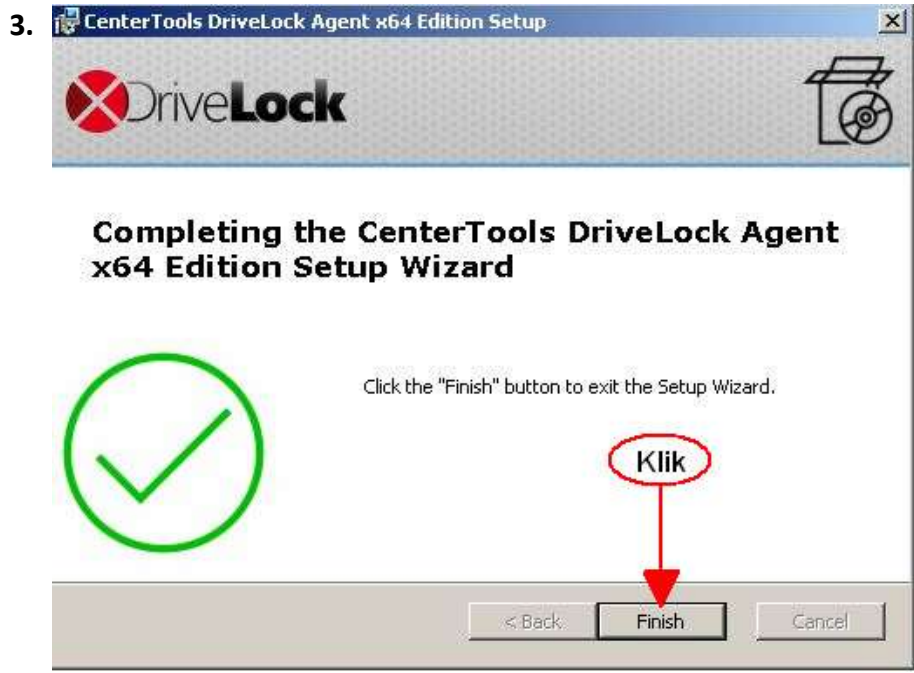 3.
CenterTools DriveLock Agent x64 Edition Setup
DriveLock
Completing the CenterTools DriveLock Agent
x64 Edition Setup Wizard
Click the "Finish" button to exit the Setup Wizard.
Klik
< Back Finish Cancel